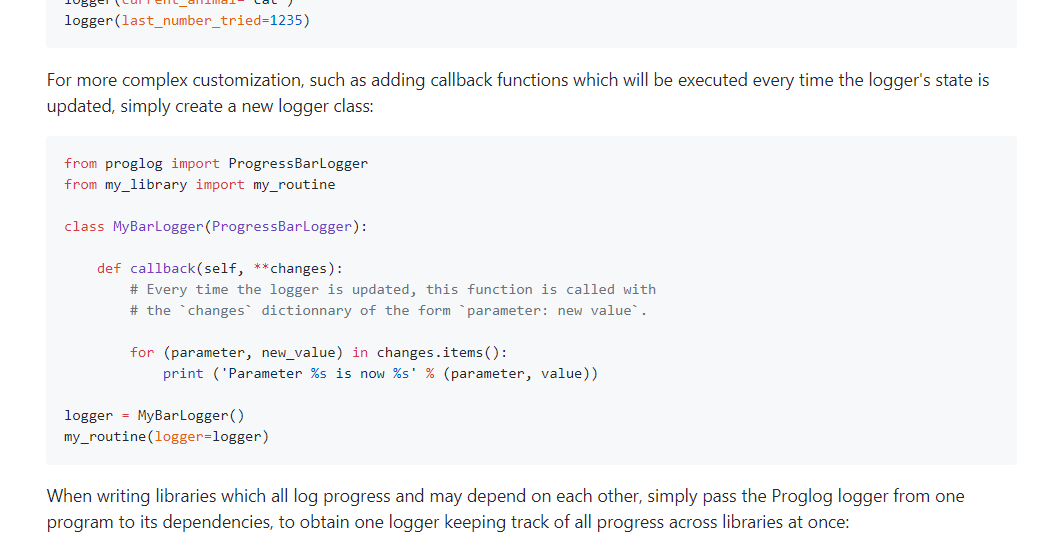 logger(current_animal="cat")
logger(last_number_tried=1235)
For more complex customization, such as adding callback functions which will be executed every time the logger's state is
updated, simply create a new logger class:
from proglog import ProgressBarLogger
from my_library import my_routine
class MyBarLogger(ProgressBarLogger):
def callback(self, **changes):
# Every time the logger is updated, this function is called with
# the `changes` dictionnary of the form `parameter: new value`.
for (parameter, new_value) in changes.items():
print ('Parameter %s is now %s' % (parameter, value))
logger = MyBarLogger()
my_routine(logger=logger)
When writing libraries which all log progress and may depend on each other, simply pass the Proglog logger from one
program to its dependencies, to obtain one logger keeping track of all progress across libraries at once: